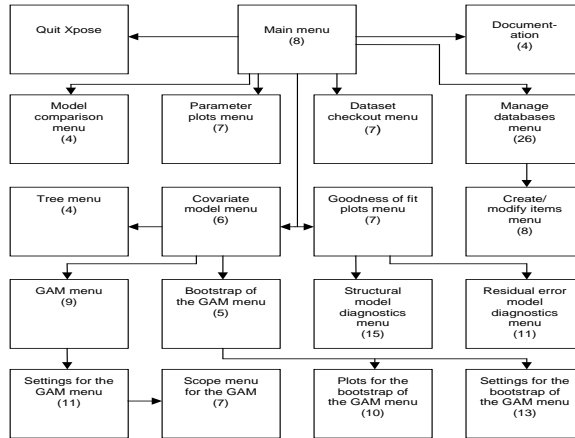 Quit Xpose
Main menu
(8)
Document-
ation
(4)
Model
comparison
menu
(4)
Parameter
plots menu
(7)
Dataset
checkout menu
(7)
Manage
databases
menu
(26)
Tree menu
(4)
Covariate
model menu
(6)
Goodness of fit
plots menu
(7)
Create/
modify items
menu
(8)
GAM menu
(9)
Bootstrap of
the GAM menu
(5)
Structural
model
diagnostics
menu
(15)
Residual error
model
diagnostics
menu
(11)
Settings for the
GAM menu
(11)
Scope menu
for the GAM
(7)
Plots for the
bootstrap of
the GAM menu
(10)
Settings for the
bootstrap of
the GAM menu
(13)